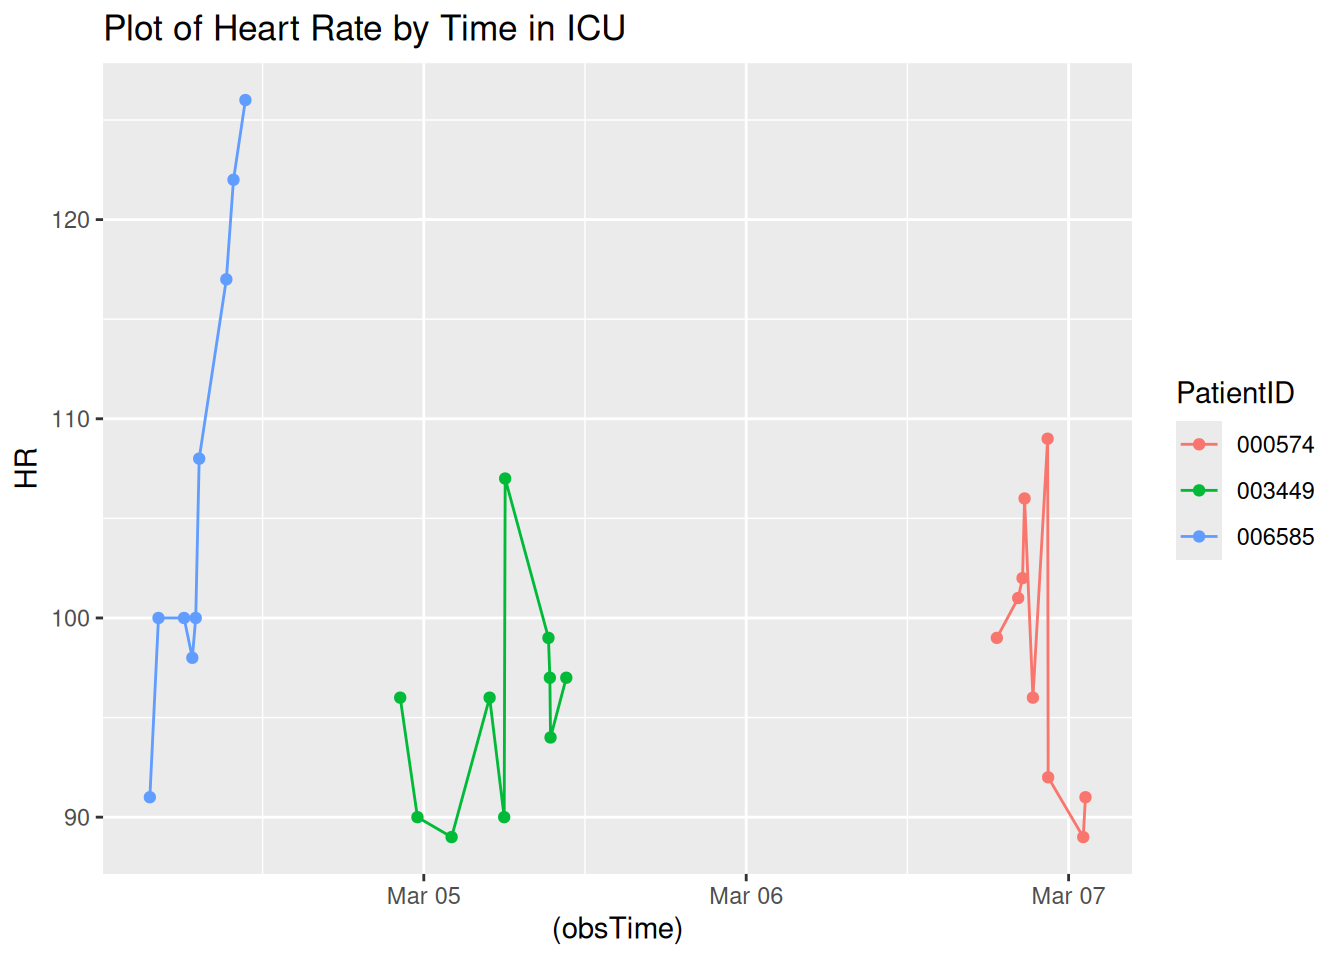 Plot of Heart Rate by Time in ICU
HR
120
110
100
90
Mar 05
Mar 06
Mar 07
(obsTime)
PatientID
000574
003449
006585